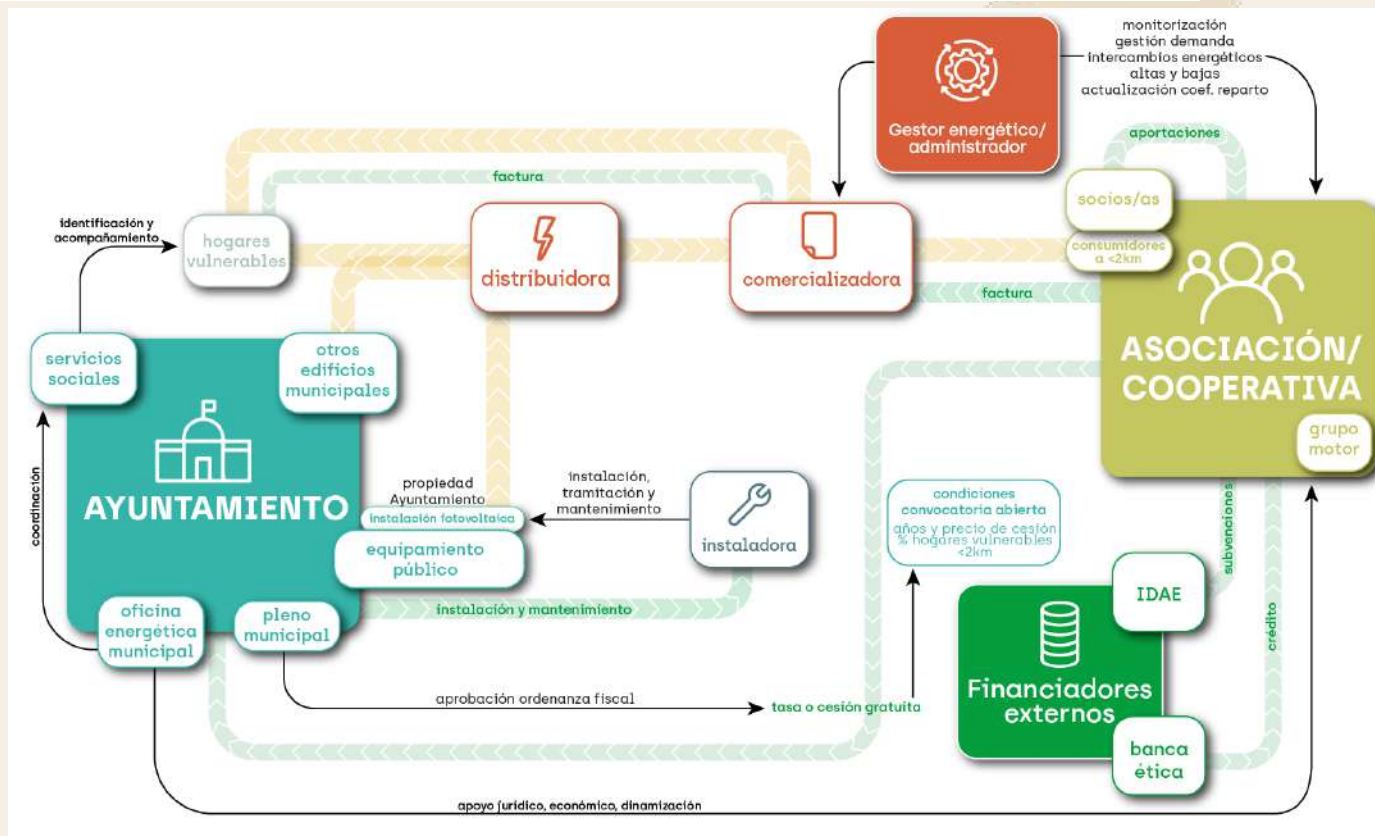 monitorización
gestión demanda
intercambios energéticos
altas y bajas
actualización coef. reparto
Gestor energético/
administrador
aportaciones
factura
socios/as
identificación y
acompañamiento
hogares
vulnerables
distribuidora
comercializadora
consumidores
a <2km
factura
servicios
sociales
otros
edificios
municipales
ASOCIACIÓN/
COOPERATIVA
grupo
motor
coordinación
AYUNTAMIENTO
propiedad
Ayuntamiento
instalación fotovoltaica
equipamiento
público
instalación,
tramitación y
mantenimiento
instaladora
condiciones
convocatoria abierta
años y precio de cesión
% hogares vulnerables
<2km
subvenciones
IDAE
crédito
oficina
energética
municipal
pleno
municipal
instalación y mantenimiento
Financiadores
externos
aprobación ordenanza fiscal
tasa o cesión gratuita
banca
ética
apoyo jurídico, económico, dinamización